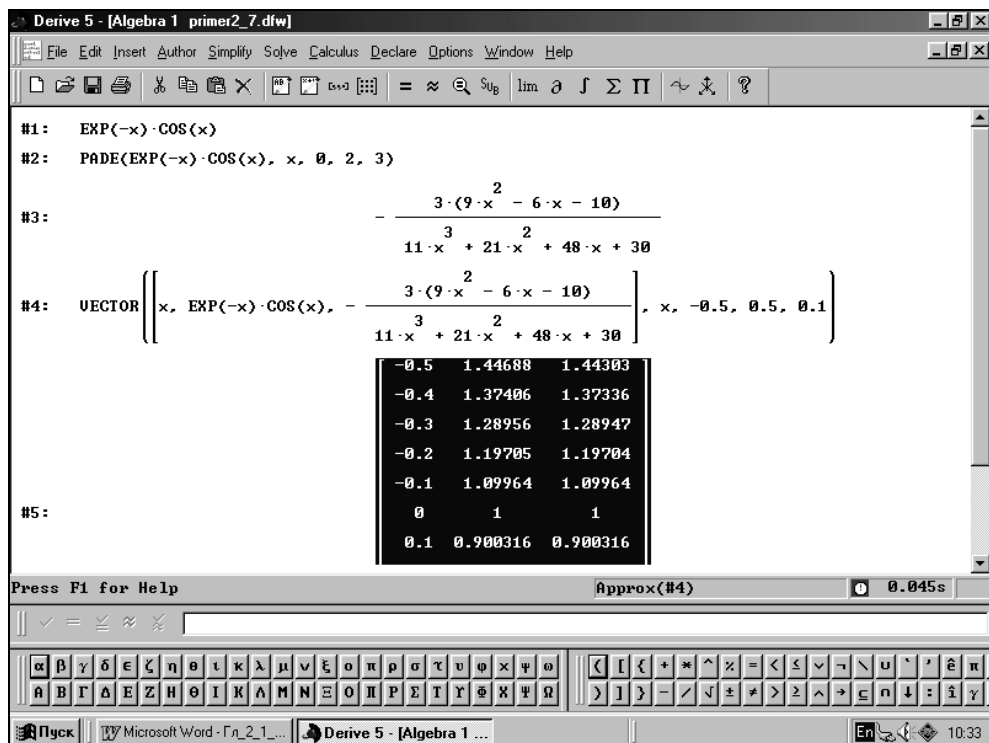 Derive 5 - [Algebra 1 primer2_7.dfw]
File Edit Insert Author Simplify Solve Calculus Declare Options Window Help
= ≈ SUB lim ∂ ∫ Σ Π ?
#1: EXP(-x)·COS(x)
#2: PADE(EXP(-x)·COS(x), x, 0, 2, 3)
#3: - 3·(9·x^2 - 6·x - 10) / 11·x^3 + 21·x^2 + 48·x + 30
#4: VECTOR([x, EXP(-x)·COS(x), - 3·(9·x^2 - 6·x - 10) / 11·x^3 + 21·x^2 + 48·x + 30], x, -0.5, 0.5, 0.1)
-0.5 1.44688 1.44303
-0.4 1.37406 1.37336
-0.3 1.28956 1.28947
-0.2 1.19705 1.19704
-0.1 1.09964 1.09964
#5: 0 1 1
0.1 0.900316 0.900316
Press F1 for Help Approx(#4) 0.045s
α β γ δ ε ζ η θ ι κ λ μ ν ξ ο π ρ σ τ υ φ χ ψ ω ( [ { + * ^ % = < ≤ ∨ ¬ \ ∪ ` ' ê π
Α Β Γ Δ Ε Ζ Η Θ Ι Κ Λ Μ Ν Ξ Ο Π Ρ Σ Τ Υ Φ Χ Ψ Ω ) ] } - / √ ± ≠ > ≥ ∧ → ⊆ ∩ ↓ : î γ
Пуск Microsoft Word - Гл_2_1_... Derive 5 - [Algebra 1 ... En 10:33